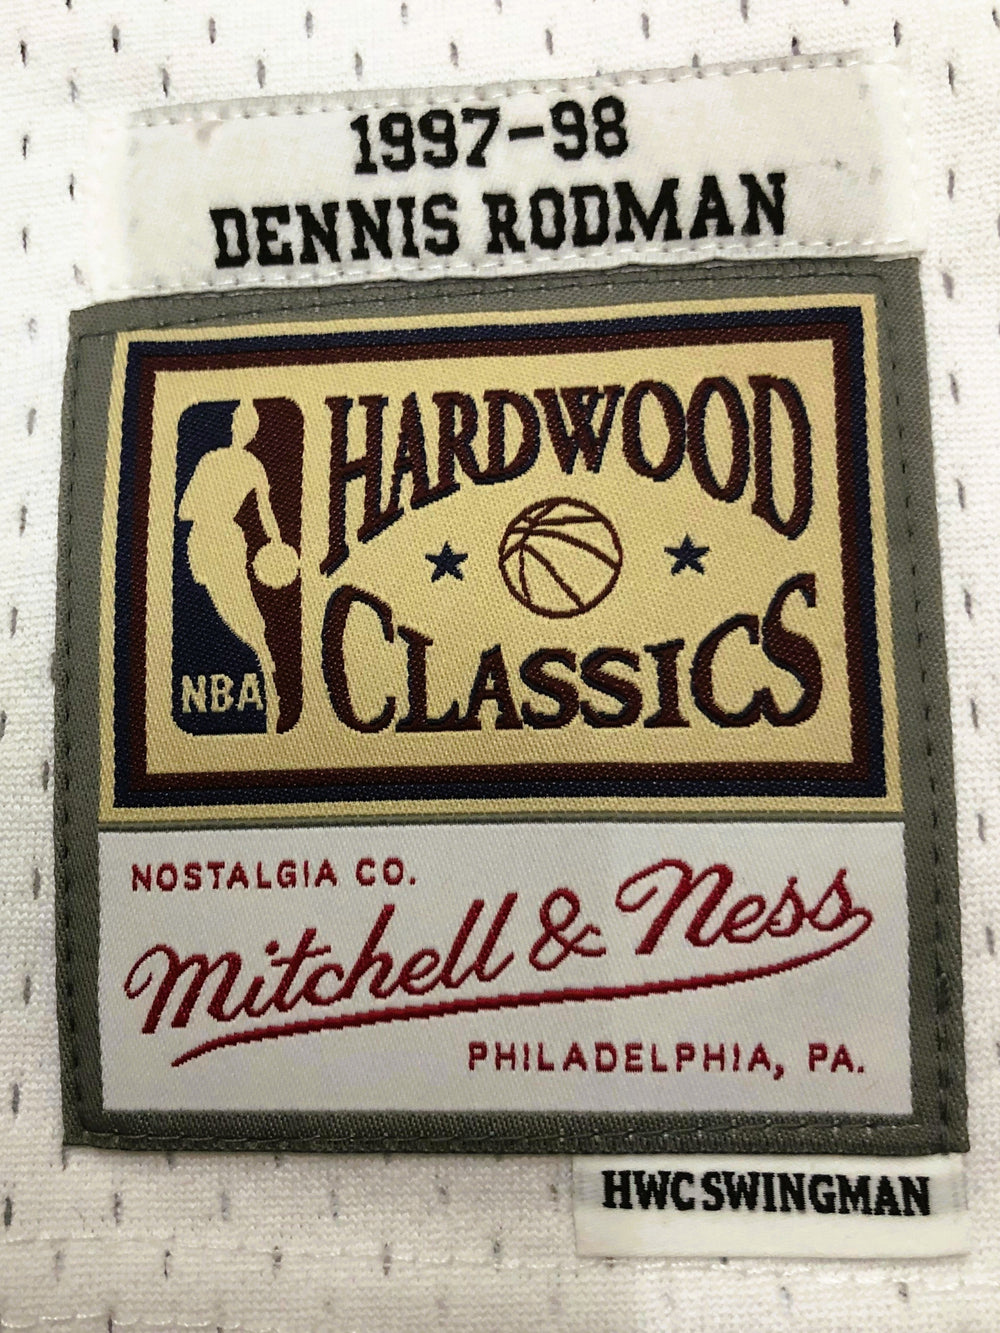 1997-98
DENNIS RODMAN
HARDWOOD
CLASSICS
NBA
NOSTALGIA CO.
Mitchell & Ness
PHILADELPHIA, PA.
HWC SWINGMAN